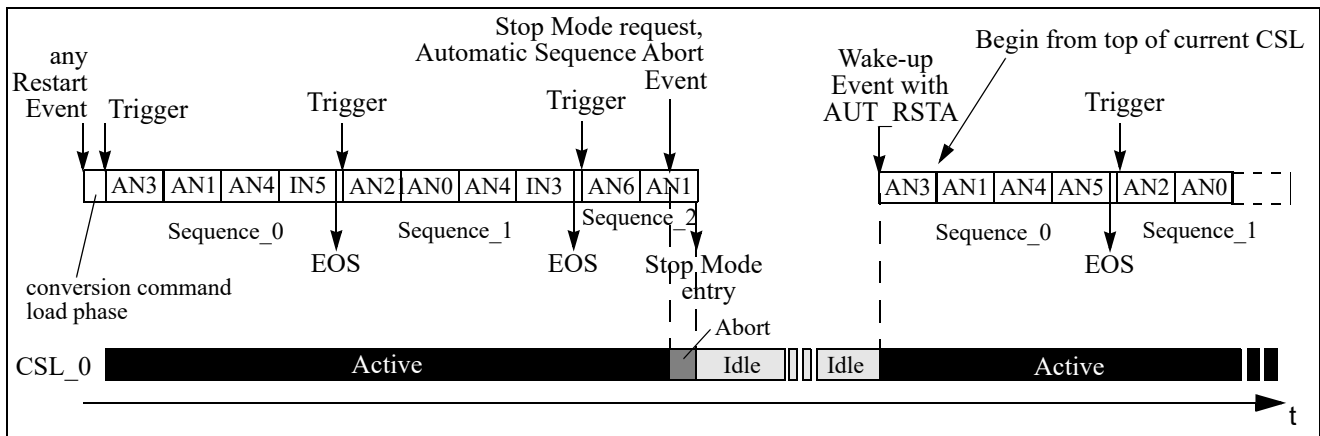 Stop Mode request,
Automatic Sequence Abort
Event
any
Restart
Event
Trigger
Trigger
Trigger
Wake-up
Event with
AUT_RSTA
Begin from top of current CSL
Trigger
AN3 AN1 AN4 IN5 AN21AN0 AN4 IN3 AN6 AN1
AN3 AN1 AN4 AN5 AN2 AN0
Sequence_0
Sequence_1
Sequence_2
Sequence_0
Sequence_1
EOS
EOS
Stop Mode
entry
EOS
conversion command
load phase
Abort
CSL_0
Active
Idle
Idle
Active
t